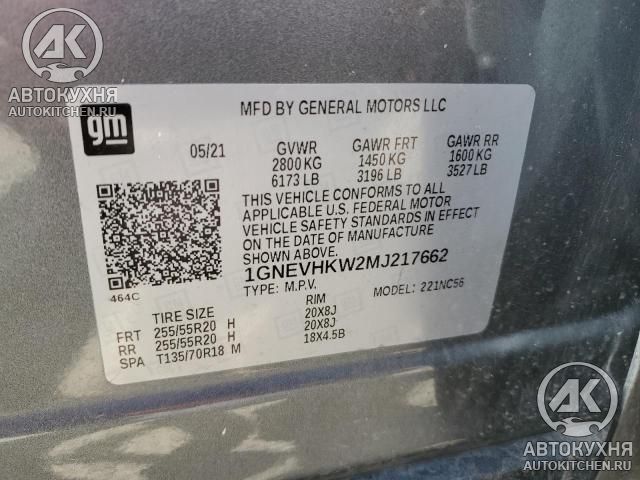 AK
АВТОКУХНЯ
AUTOKITCHEN.RU
gm
MFD BY GENERAL MOTORS LLC
05/21 GVWR GAWR FRT GAWR RR
2800 KG 1450 KG 1600 KG
6173 LB 3196 LB 3527 LB
THIS VEHICLE CONFORMS TO ALL
APPLICABLE U.S. FEDERAL MOTOR
VEHICLE SAFETY STANDARDS IN EFFECT
ON THE DATE OF MANUFACTURE
SHOWN ABOVE.
1GNEVHKW2MJ217662
464C TYPE: M.P.V. MODEL: 221NC56
TIRE SIZE RIM
FRT 255/55R20 H 20X8J
RR 255/55R20 H 20X8J
SPA T135/70R18 M 18X4.5B
AK
АВТОКУХНЯ
AUTOKITCHEN.RU